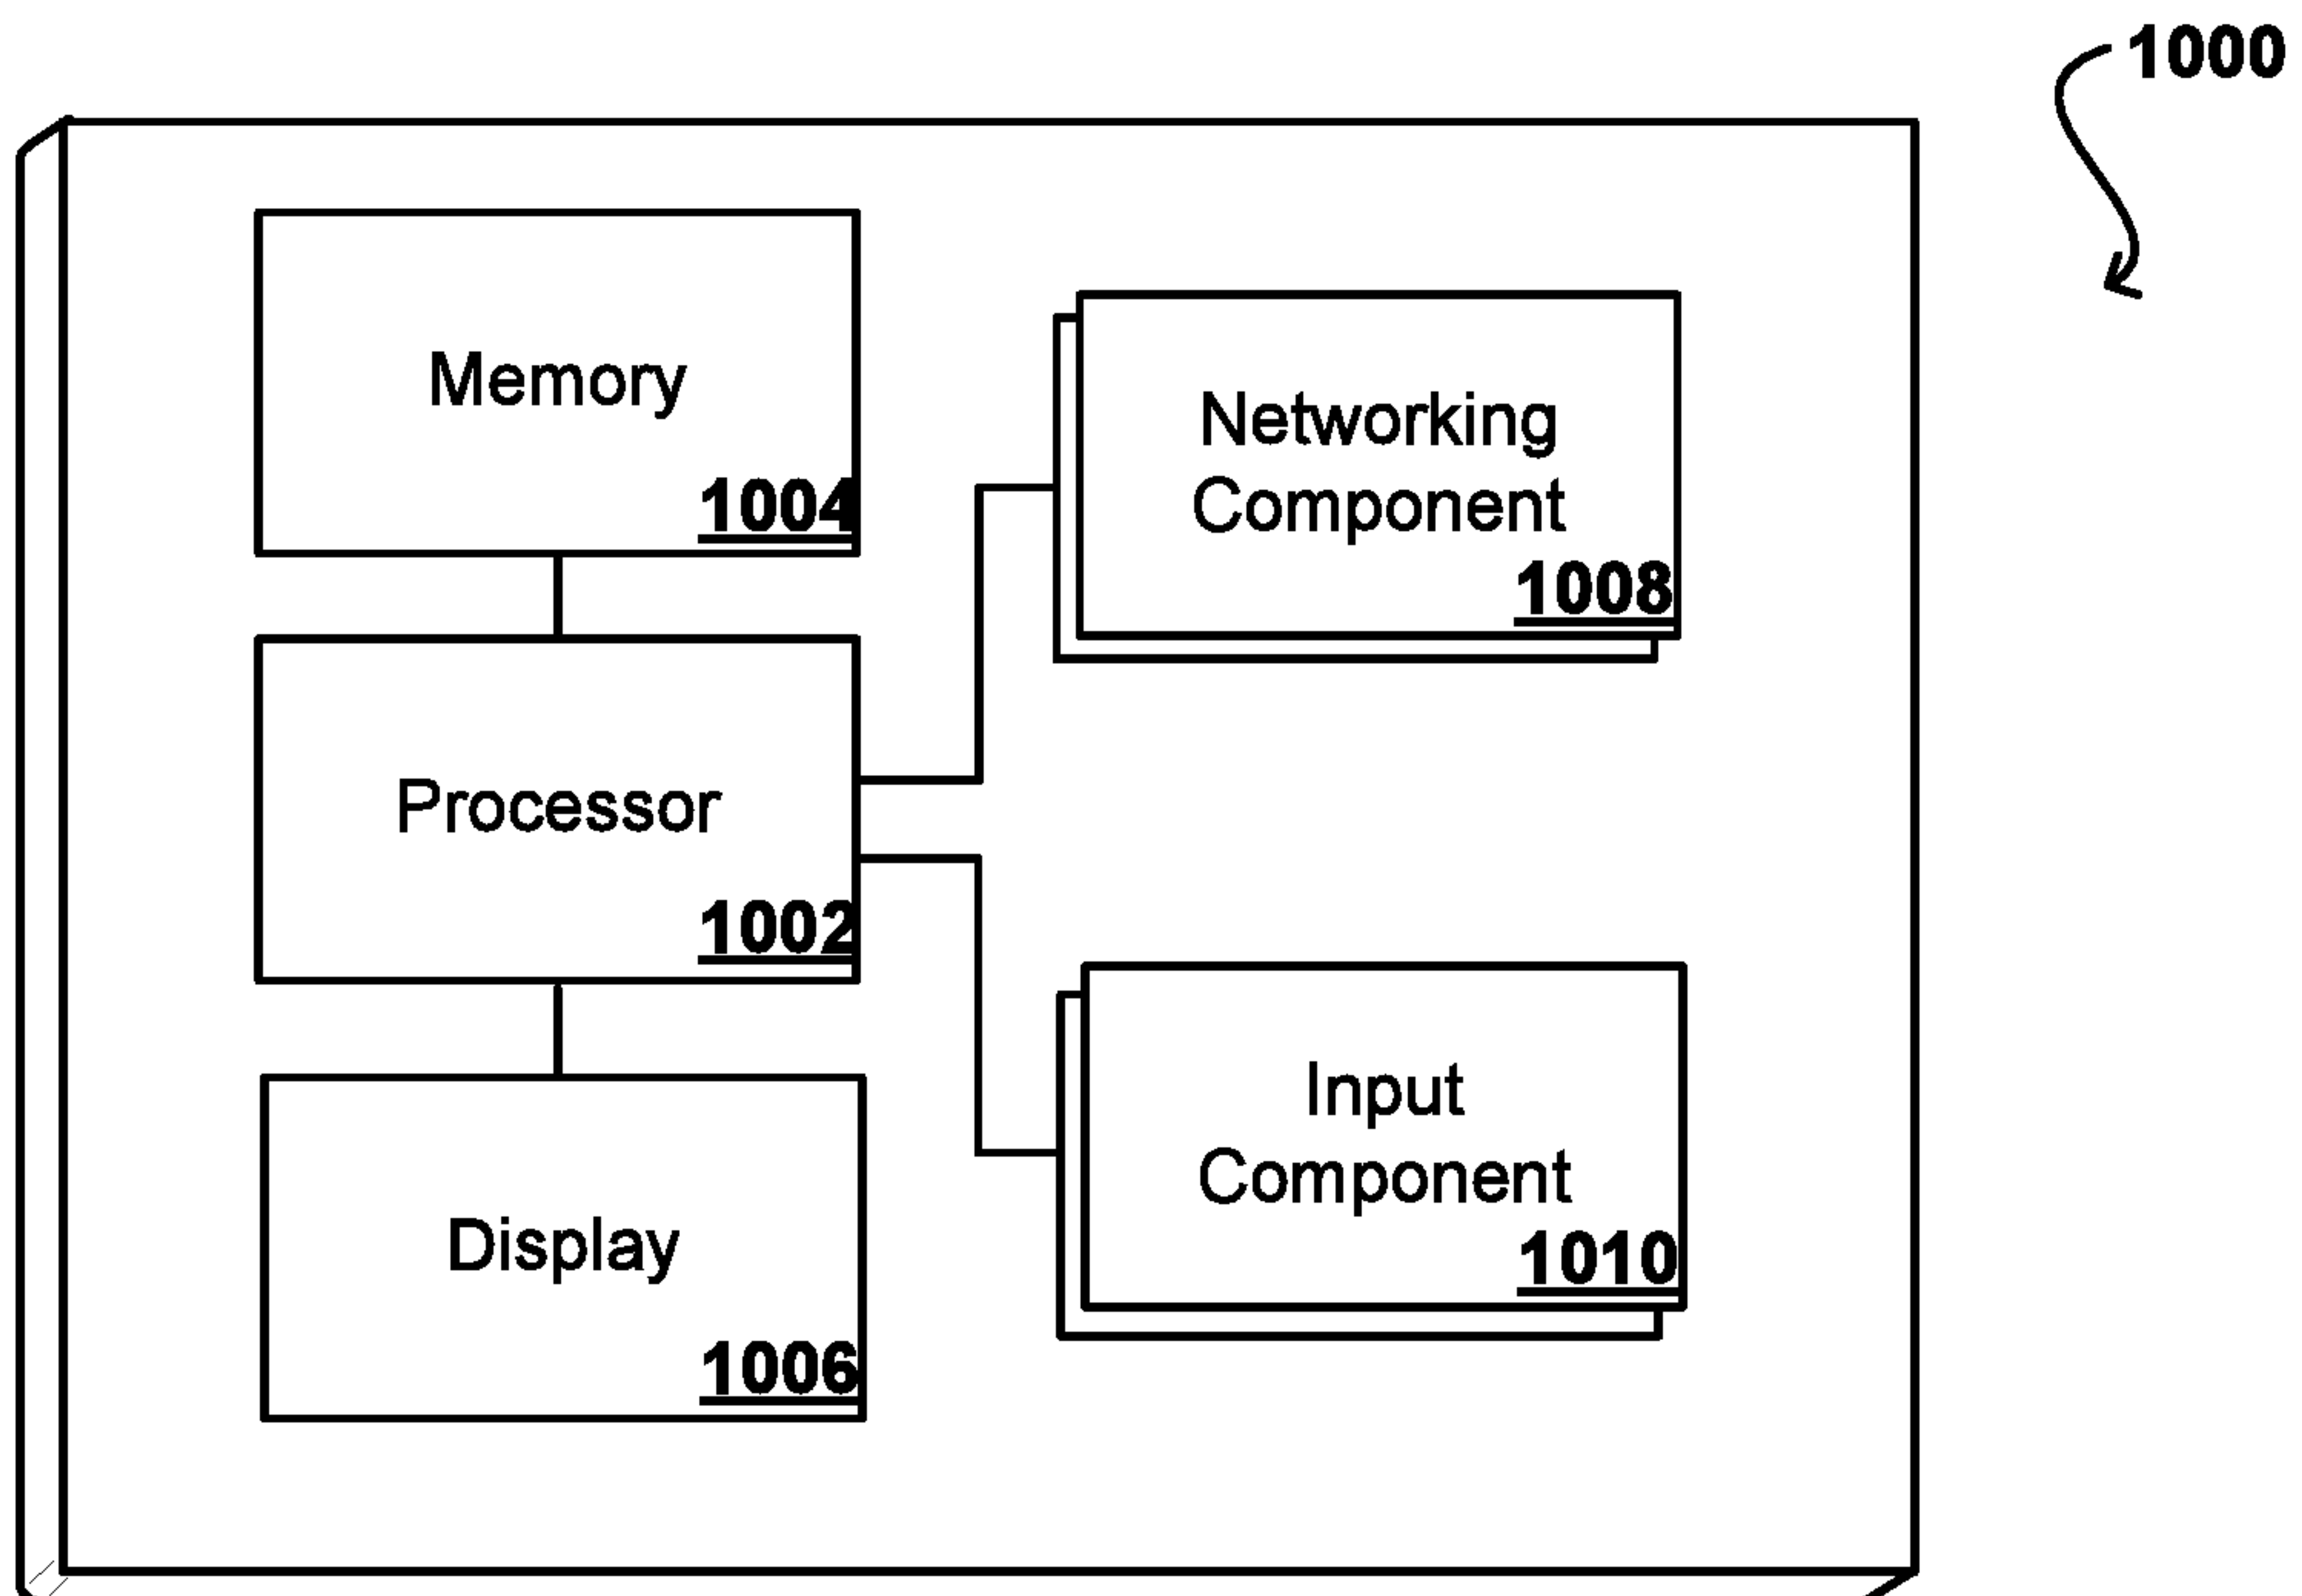 1000
Memory
1004
Networking
Component
1008
Processor
1002
Input
Component
1010
Display
1006